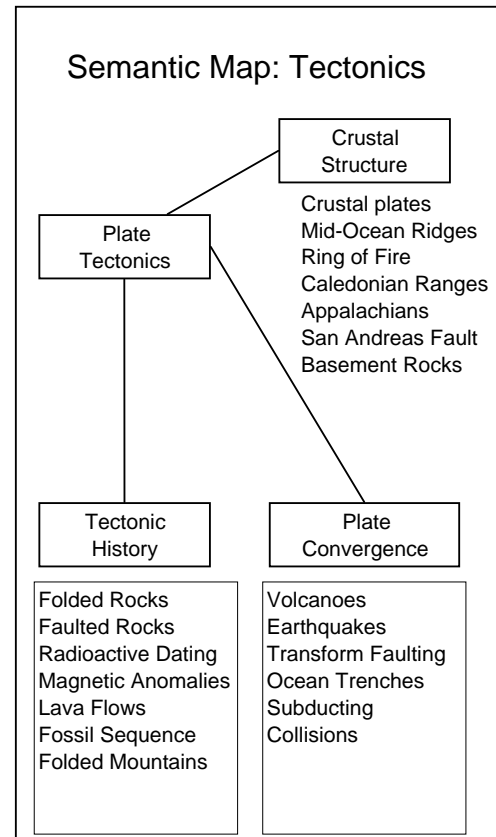 Semantic Map: Tectonics
Crustal
Structure
Crustal plates
Mid-Ocean Ridges
Ring of Fire
Caledonian Ranges
Appalachians
San Andreas Fault
Basement Rocks
Plate
Tectonics
Tectonic
History
Folded Rocks
Faulted Rocks
Radioactive Dating
Magnetic Anomalies
Lava Flows
Fossil Sequence
Folded Mountains
Plate
Convergence
Volcanoes
Earthquakes
Transform Faulting
Ocean Trenches
Subducting
Collisions